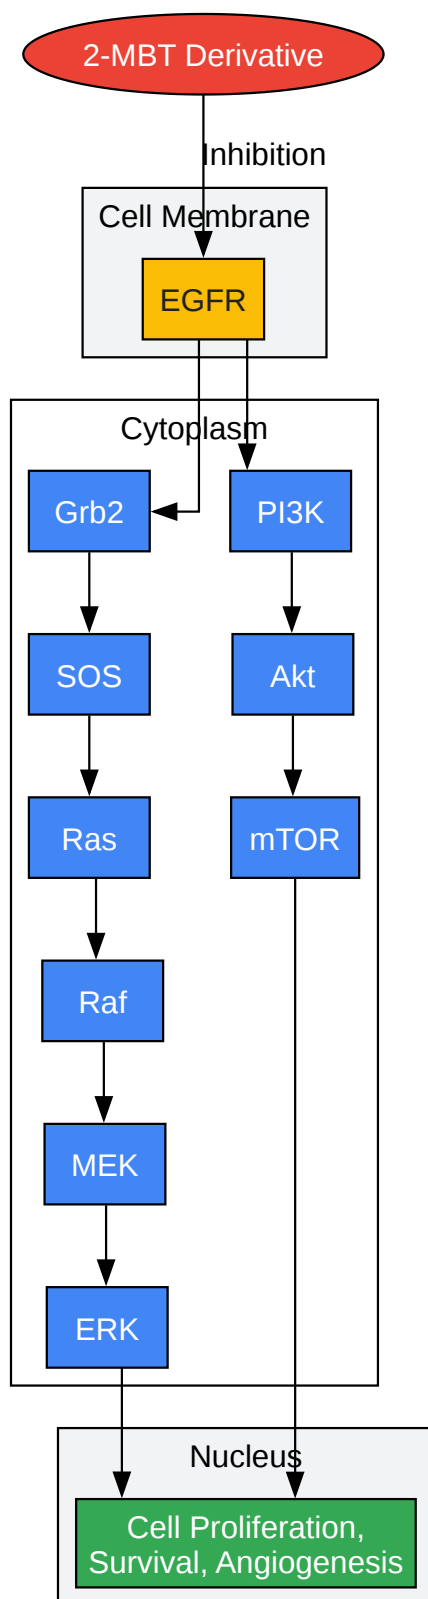 2-MBT Derivative
Inhibition
Cell Membrane
EGFR
Cytoplasm
Grb2
PI3K
SOS
Akt
Ras
mTOR
Raf
MEK
ERK
Nucleus
Cell Proliferation,
Survival, Angiogenesis